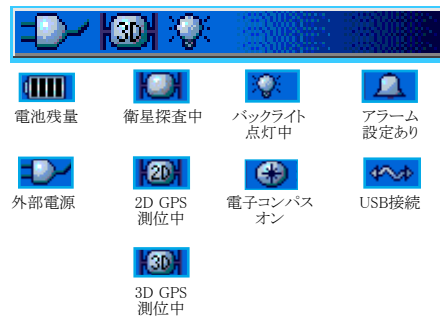 3D
電池残量
衛星探査中
バックライト
点灯中
アラーム
設定あり
2D
外部電源
2D GPS
測位中
電子コンパス
オン
USB接続
3D
3D GPS
測位中